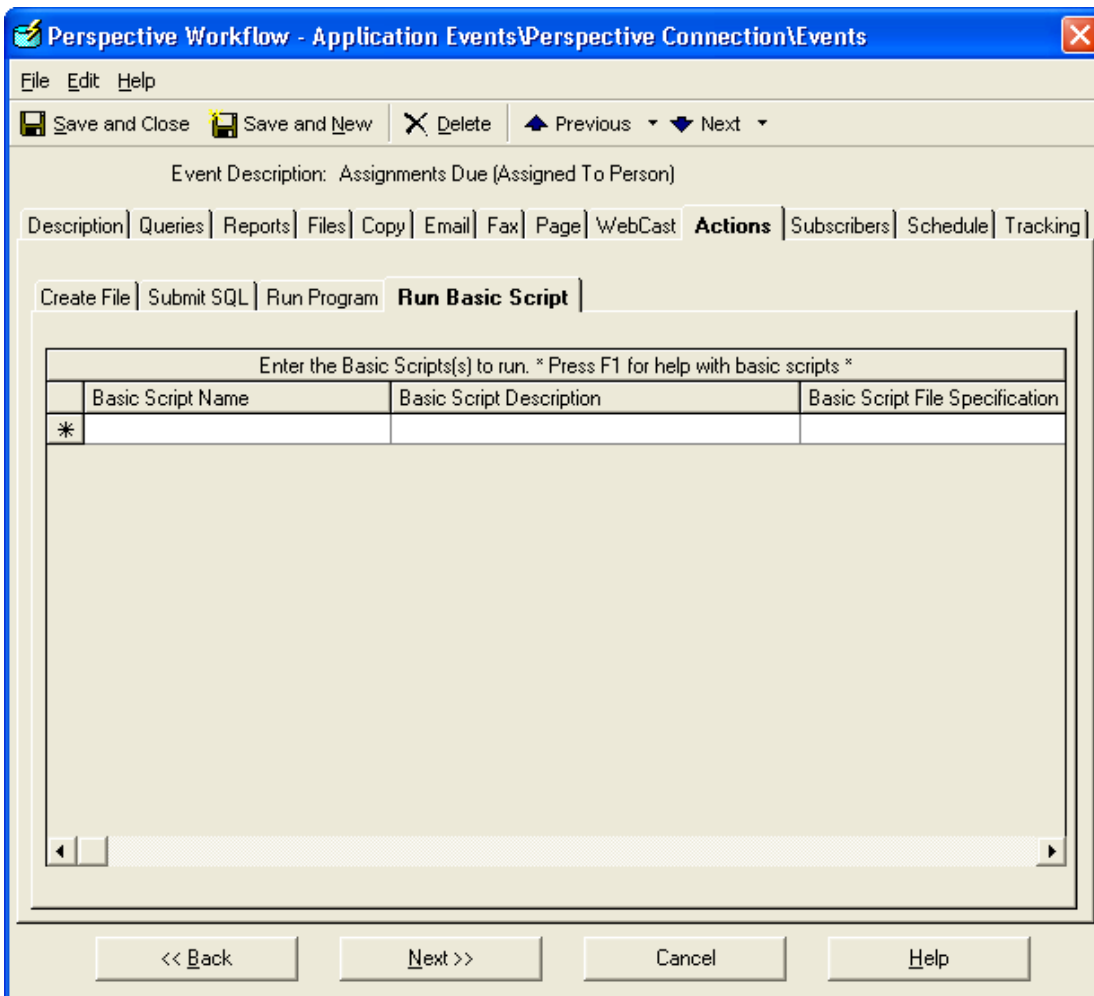 Perspective Workflow - Application Events\Perspective Connection\Events
File Edit Help
Save and Close Save and New Delete Previous Next
Event Description: Assignments Due (Assigned To Person)
Description Queries Reports Files Copy Email Fax Page WebCast Actions Subscribers Schedule Tracking
Create File Submit SQL Run Program Run Basic Script
Enter the Basic Scripts(s) to run. * Press F1 for help with basic scripts *
Basic Script Name Basic Script Description Basic Script File Specification
<< Back Next >> Cancel Help